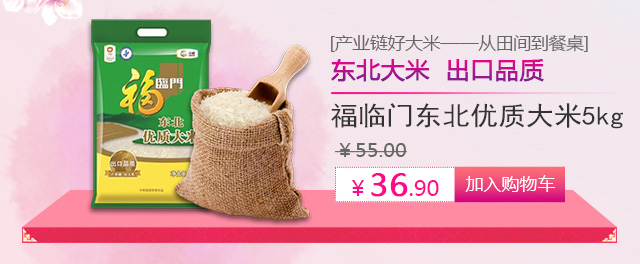 [产业链好大米——从田间到餐桌]
东北大米 出口品质
福临门东北优质大米5kg
￥55.00
￥36.90
加入购物车
福
臨門
东北
优质大米
出口品质